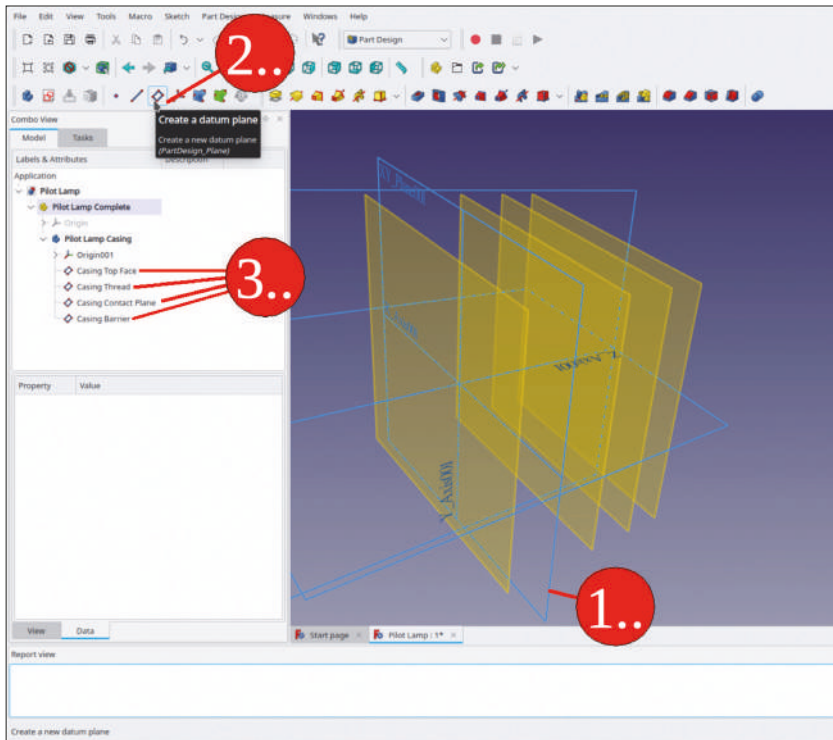 File Edit View Tools Macro Sketch Part Design Measure Windows Help
Part Design
2..
Create a datum plane
Create a new datum plane
(PartDesign_Plane)
Combo View
Model Tasks
Labels & Attributes Description
Application
Pilot Lamp
Pilot Lamp Complete
Origin
Pilot Lamp Casing
Origin001
Casing Top Face
Casing Thread
Casing Contact Plane
Casing Barrier
3..
Z_Axis001
Y_Axis001
1..
Property Value
View Data
Start page Pilot Lamp : 1*
Report view
Create a new datum plane